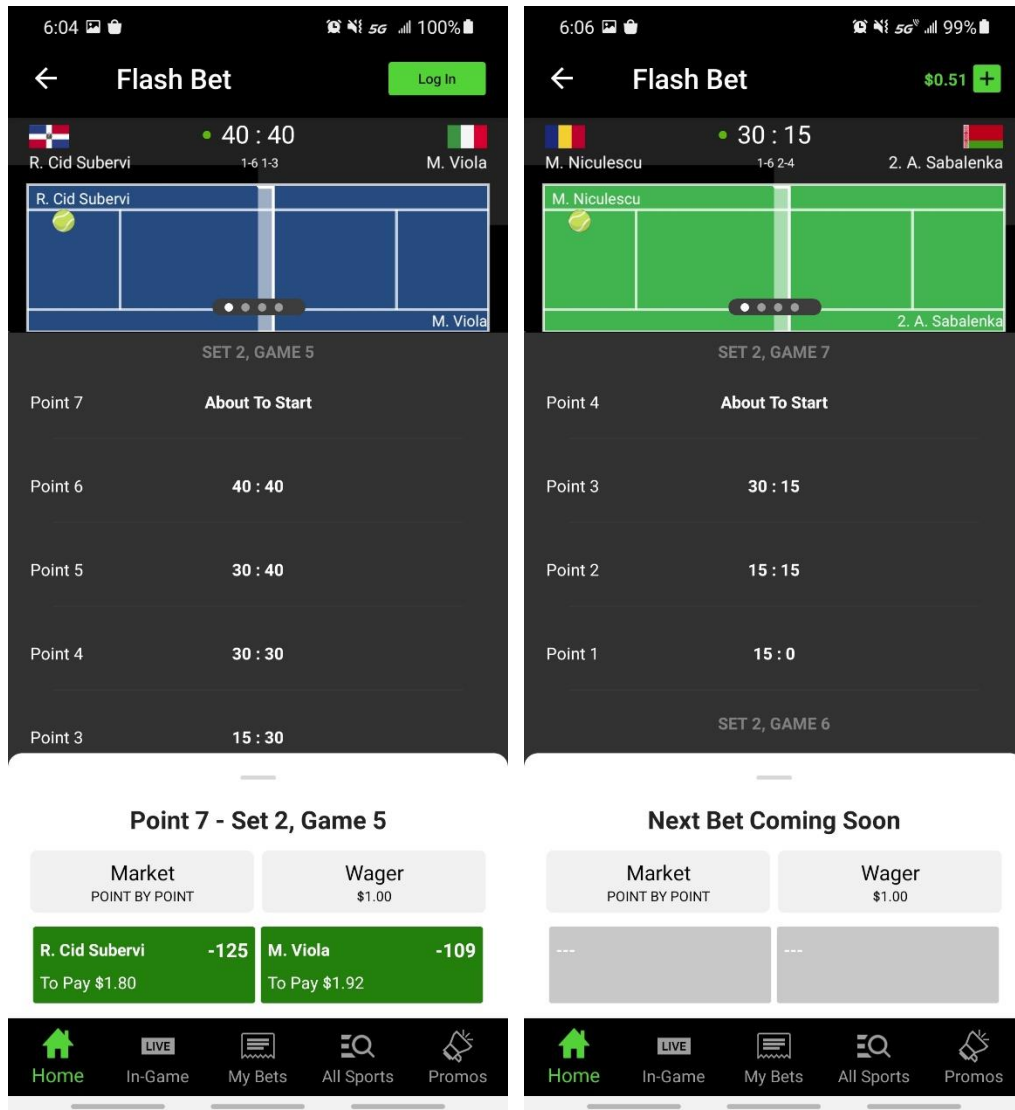 6:04
5G 100%
Flash Bet
Log In
40 : 40
R. Cid Subervi 1-6 1-3 M. Viola
R. Cid Subervi
M. Viola
SET 2, GAME 5
Point 7 About To Start
Point 6 40 : 40
Point 5 30 : 40
Point 4 30 : 30
Point 3 15 : 30
Point 7 - Set 2, Game 5
Market Wager
POINT BY POINT $1.00
R. Cid Subervi -125 M. Viola -109
To Pay $1.80 To Pay $1.92
LIVE
Home In-Game My Bets All Sports Promos
6:06
5G 99%
Flash Bet
$0.51 +
30 : 15
M. Niculescu 1-6 2-4 2. A. Sabalenka
M. Niculescu
2. A. Sabalenka
SET 2, GAME 7
Point 4 About To Start
Point 3 30 : 15
Point 2 15 : 15
Point 1 15 : 0
SET 2, GAME 6
Next Bet Coming Soon
Market Wager
POINT BY POINT $1.00
--- ---
LIVE
Home In-Game My Bets All Sports Promos